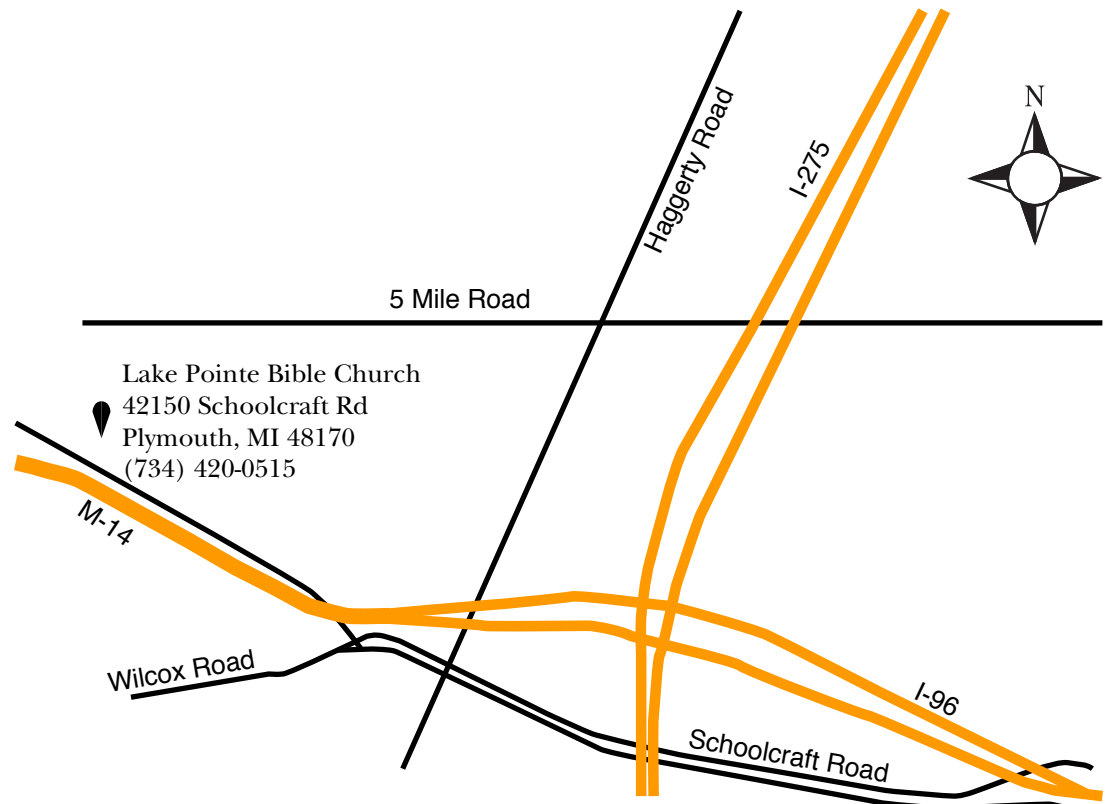 N
Haggerty Road
I-275
5 Mile Road
Lake Pointe Bible Church
42150 Schoolcraft Rd
Plymouth, MI 48170
(734) 420-0515
M-14
Wilcox Road
I-96
Schoolcraft Road